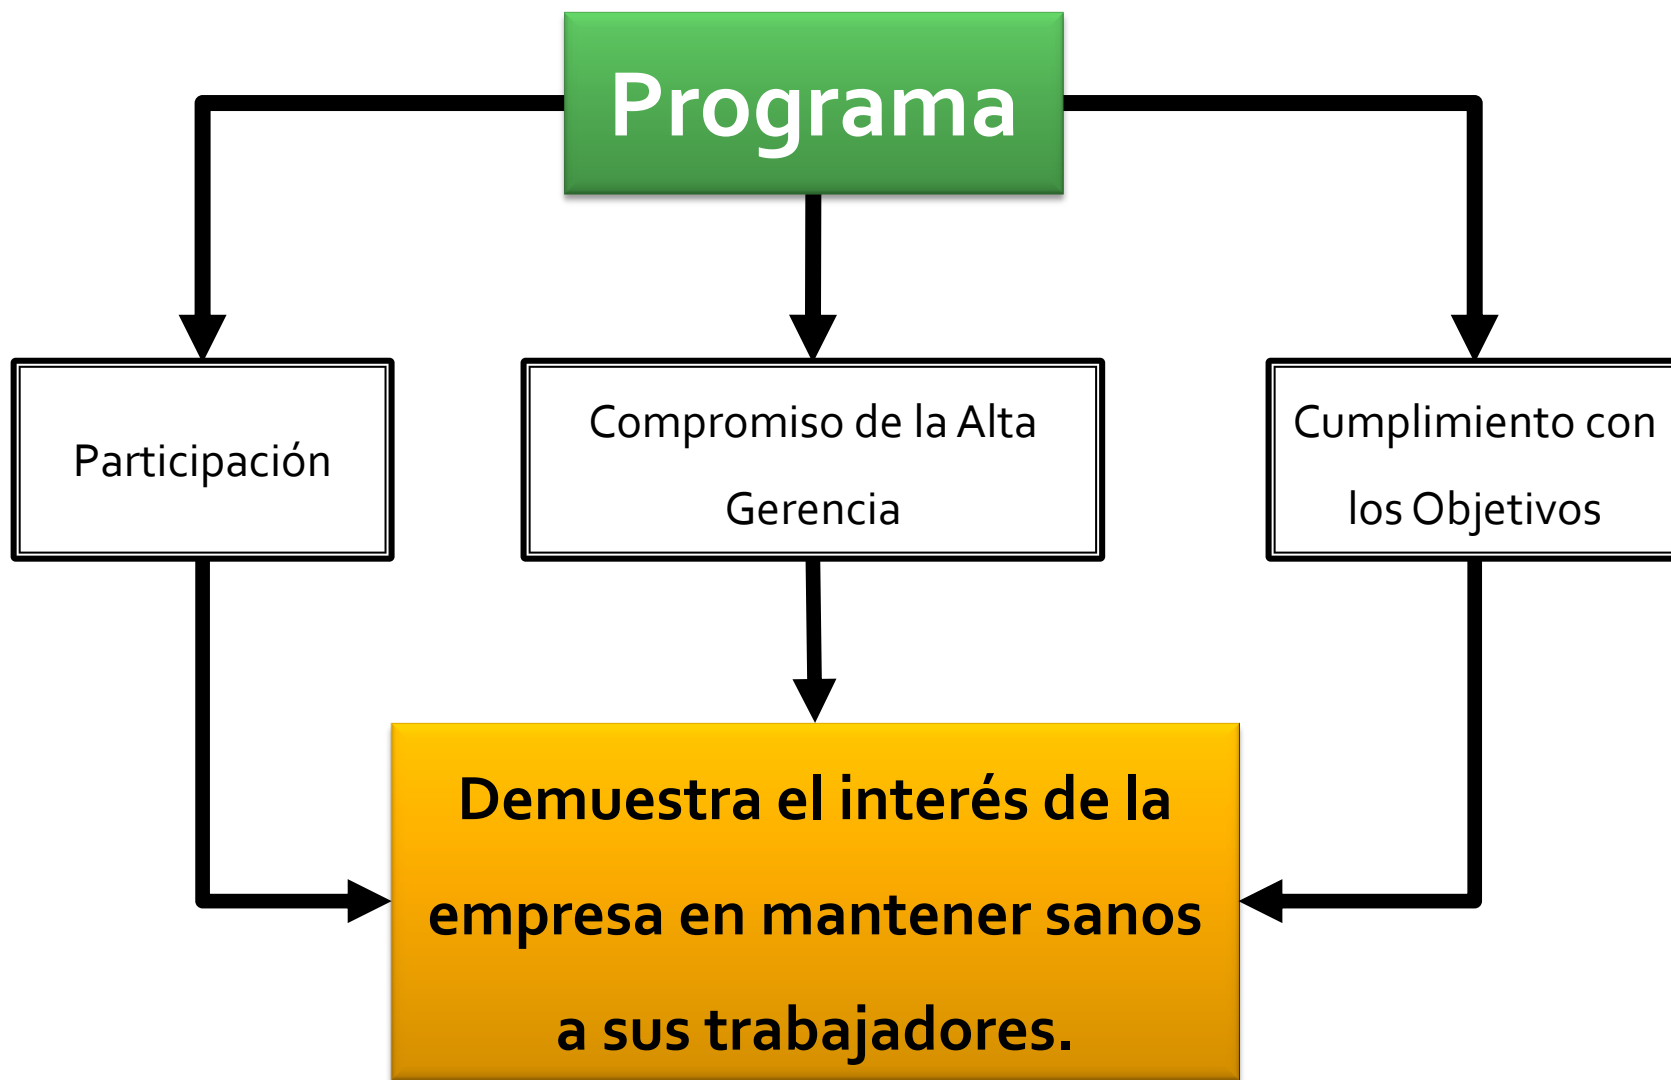 Programa
Participación
Compromiso de la Alta
Gerencia
Cumplimiento con
los Objetivos
Demuestra el interés de la
empresa en mantener sanos
a sus trabajadores.